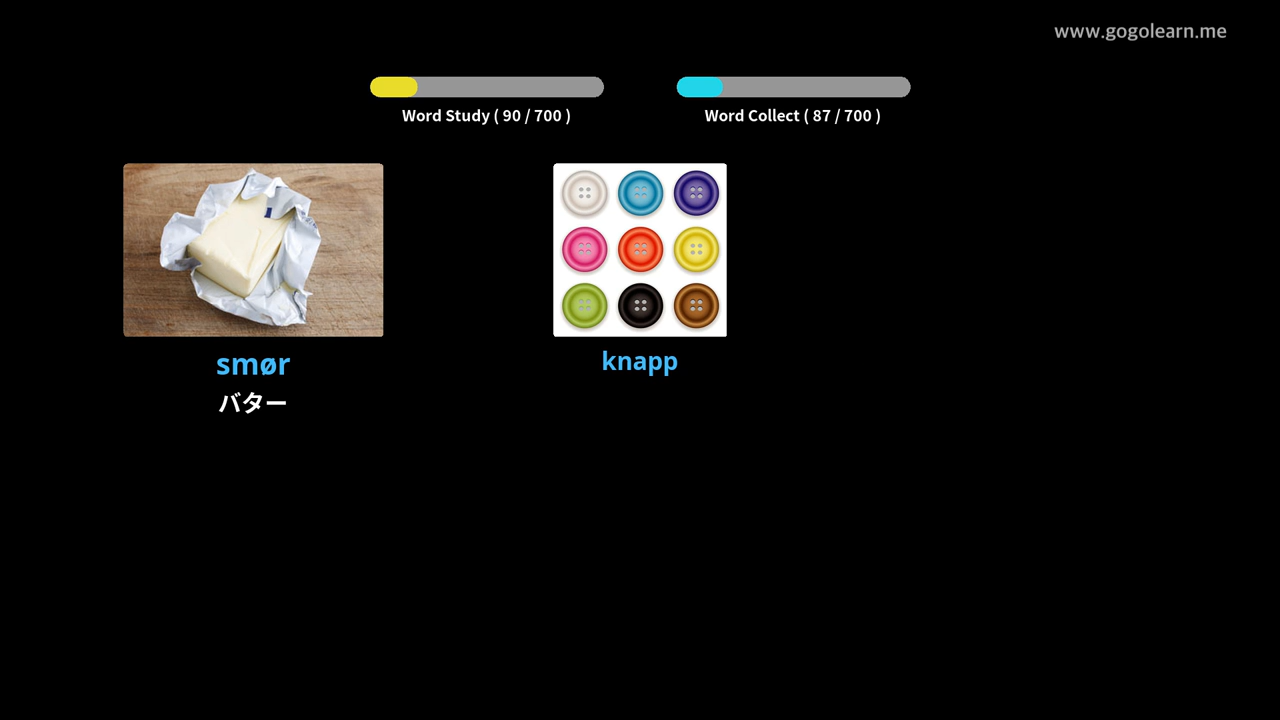 www.gogolearn.me
Word Study ( 90 / 700 )
Word Collect ( 87 / 700 )
smør
バター
knapp